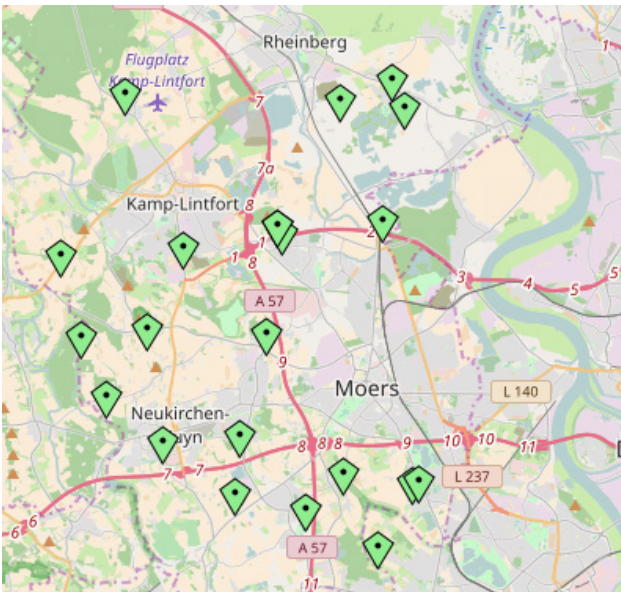 Rheinberg
1
Flugplatz
Kamp-Lintfort
7
7a
Kamp-Lintfort
8
1
2
1
8
3
4
5
5
A 57
9
Moers
L 140
Neukirchen-
uyn
8
8
8
9
10
10
11
7
7
L 237
6
6
A 57
11